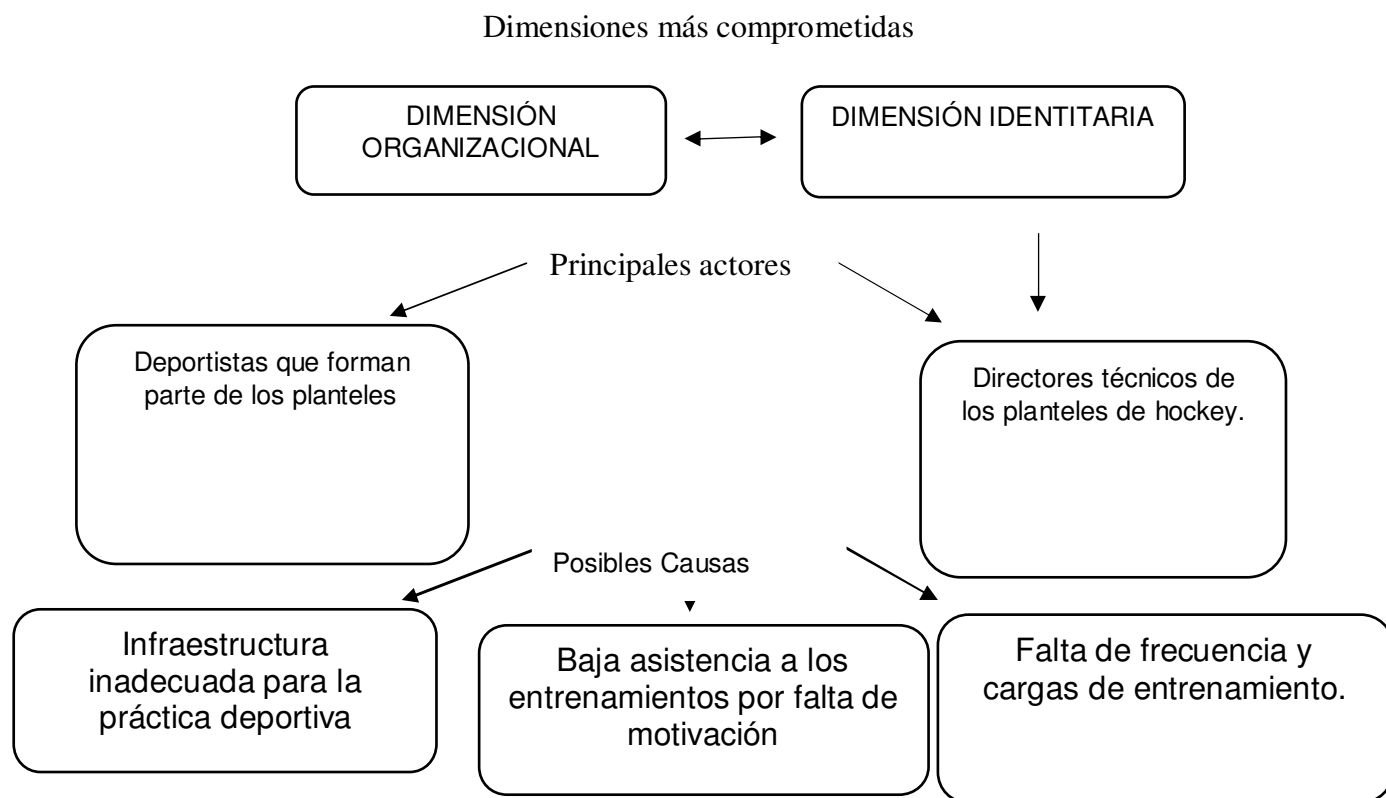 Dimensiones más comprometidas
DIMENSIÓN
ORGANIZACIONAL
DIMENSIÓN IDENTITARIA
Principales actores
Deportistas que forman
parte de los planteles
Directores técnicos de
los planteles de hockey.
Posibles Causas
Infraestructura
inadecuada para la
práctica deportiva
Baja asistencia a los
entrenamientos por falta de
motivación
Falta de frecuencia y
cargas de entrenamiento.